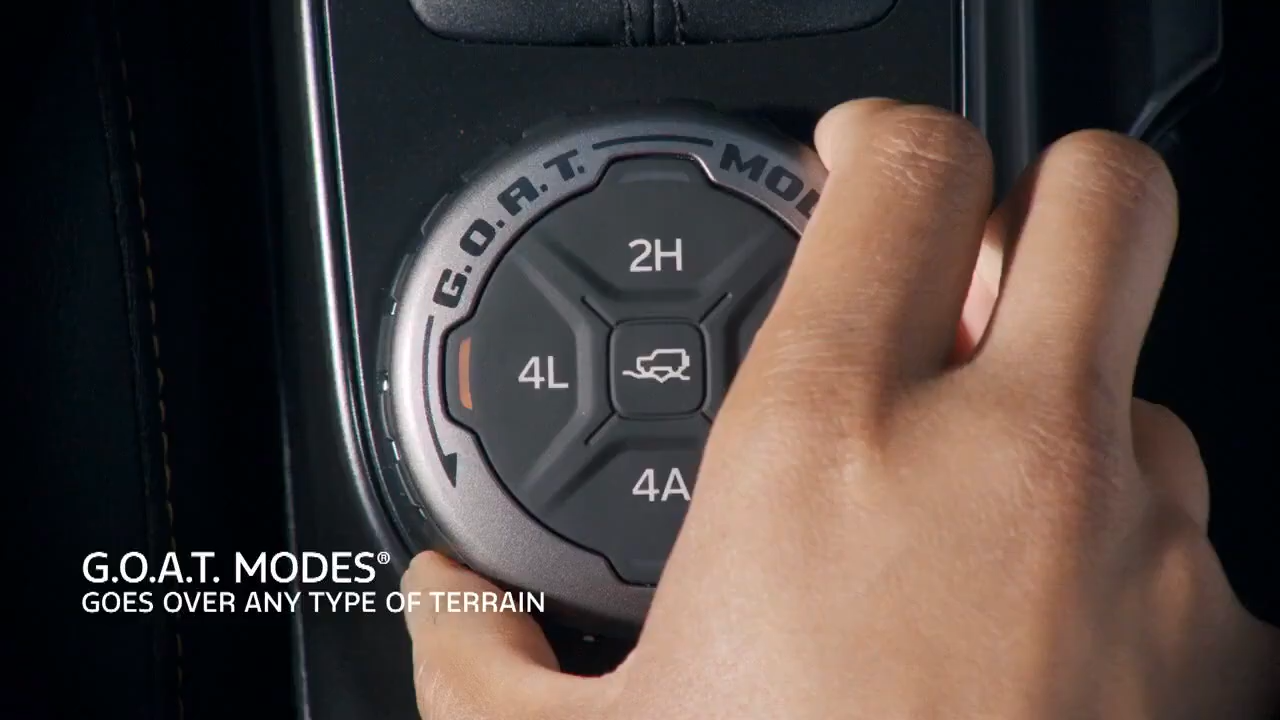 G.O.A.T. MOD
2H
4L
4A
G.O.A.T. MODES®
GOES OVER ANY TYPE OF TERRAIN